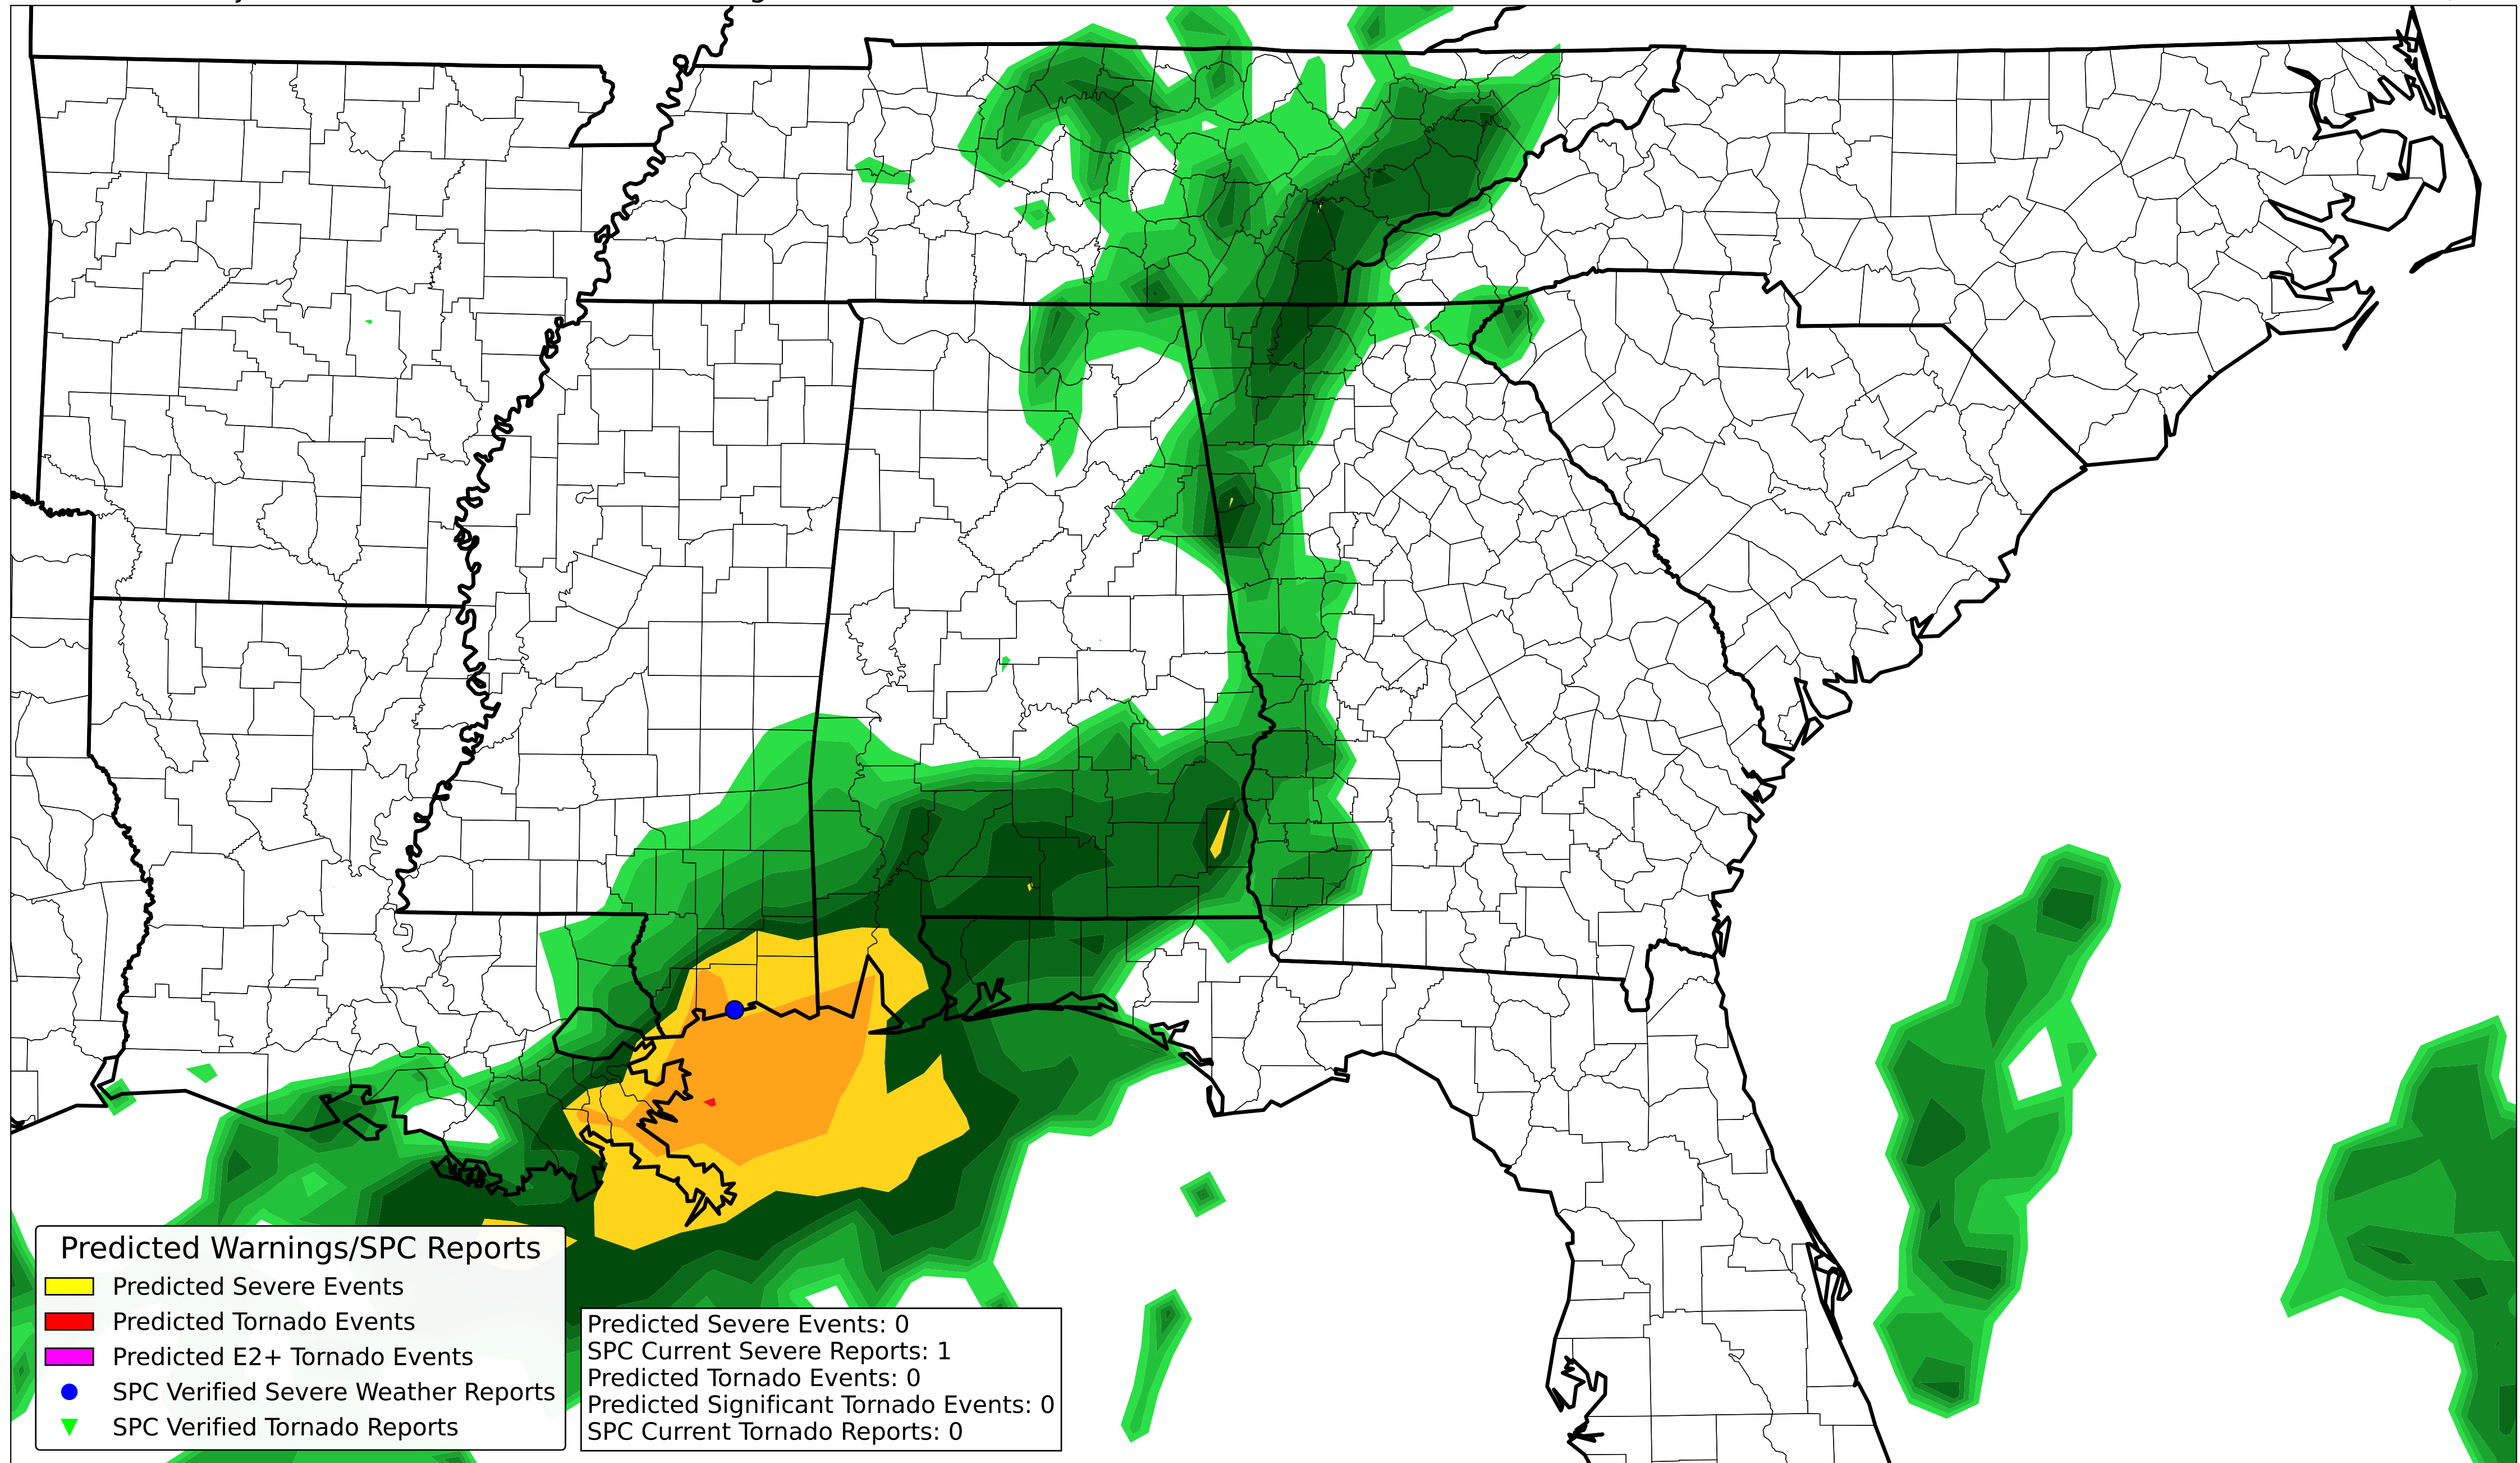 Predicted Warnings/SPC Reports
Predicted Severe Events
Predicted Tornado Events
Predicted E2+ Tornado Events
SPC Verified Severe Weather Reports
SPC Verified Tornado Reports
Predicted Severe Events: 0
SPC Current Severe Reports: 1
Predicted Tornado Events: 0
Predicted Significant Tornado Events: 0
SPC Current Tornado Reports: 0